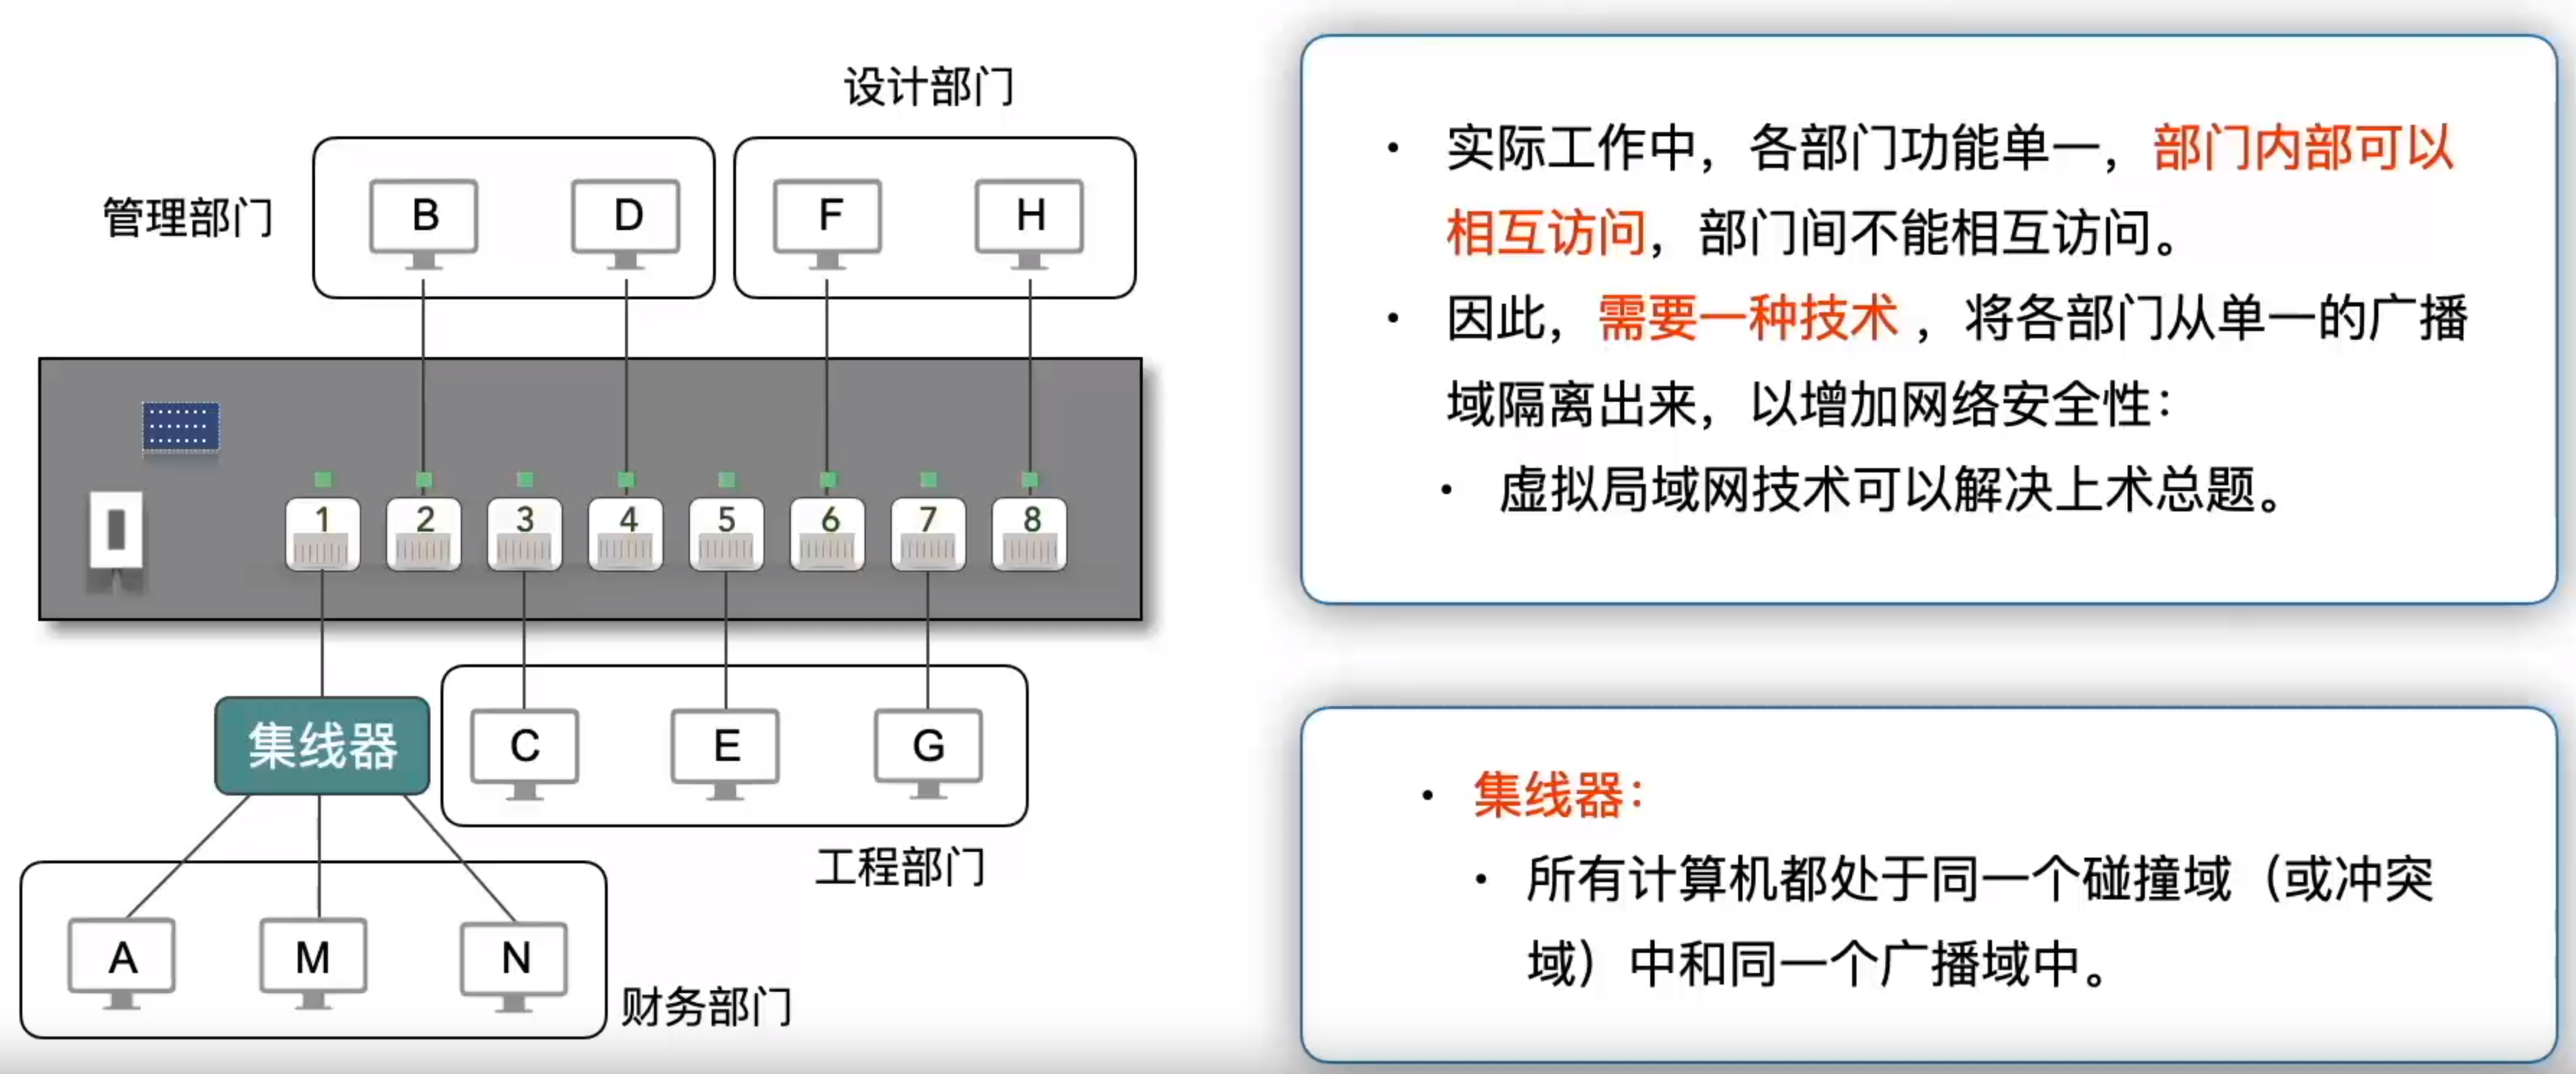 设计部门
管理部门
B
D
F
H
1
2
3
4
5
6
7
8
集线器
C
E
G
工程部门
A
M
N
财务部门
• 实际工作中，各部门功能单一，部门内部可以
相互访问，部门间不能相互访问。
• 因此，需要一种技术，将各部门从单一的广播
域隔离出来，以增加网络安全性：
• 虚拟局域网技术可以解决上术总题。
• 集线器：
• 所有计算机都处于同一个碰撞域（或冲突
域）中和同一个广播域中。